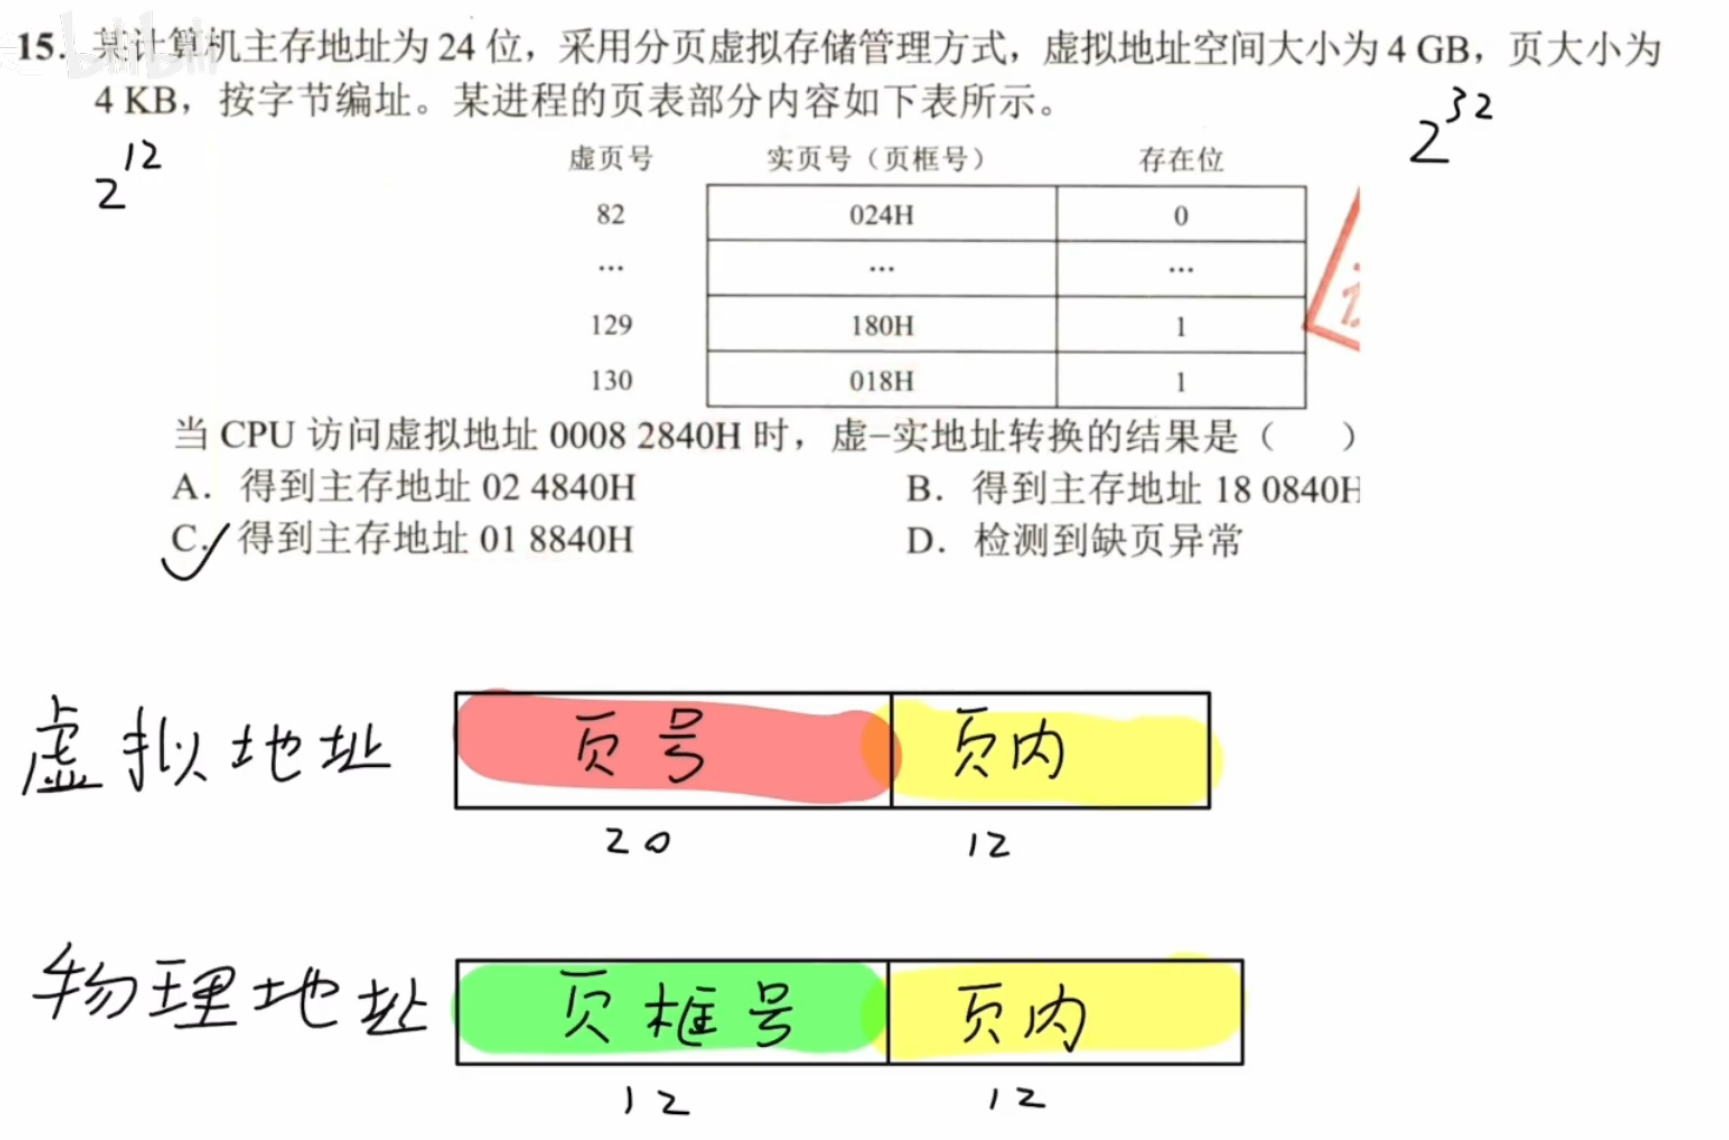 bilibili
15. 某计算机主存地址为 24 位，采用分页虚拟存储管理方式，虚拟地址空间大小为 4 GB，页大小为
4 KB，按字节编址。某进程的页表部分内容如下表所示。
2^32
2^12
虚页号 实页号（页框号） 存在位
82 024H 0
... ... ...
129 180H 1
130 018H 1
当 CPU 访问虚拟地址 0008 2840H 时，虚-实地址转换的结果是（ ）
A. 得到主存地址 02 4840H B. 得到主存地址 18 0840H
C. 得到主存地址 01 8840H D. 检测到缺页异常
虚拟地址 页号 页内
20 12
物理地址 页框号 页内
12 12